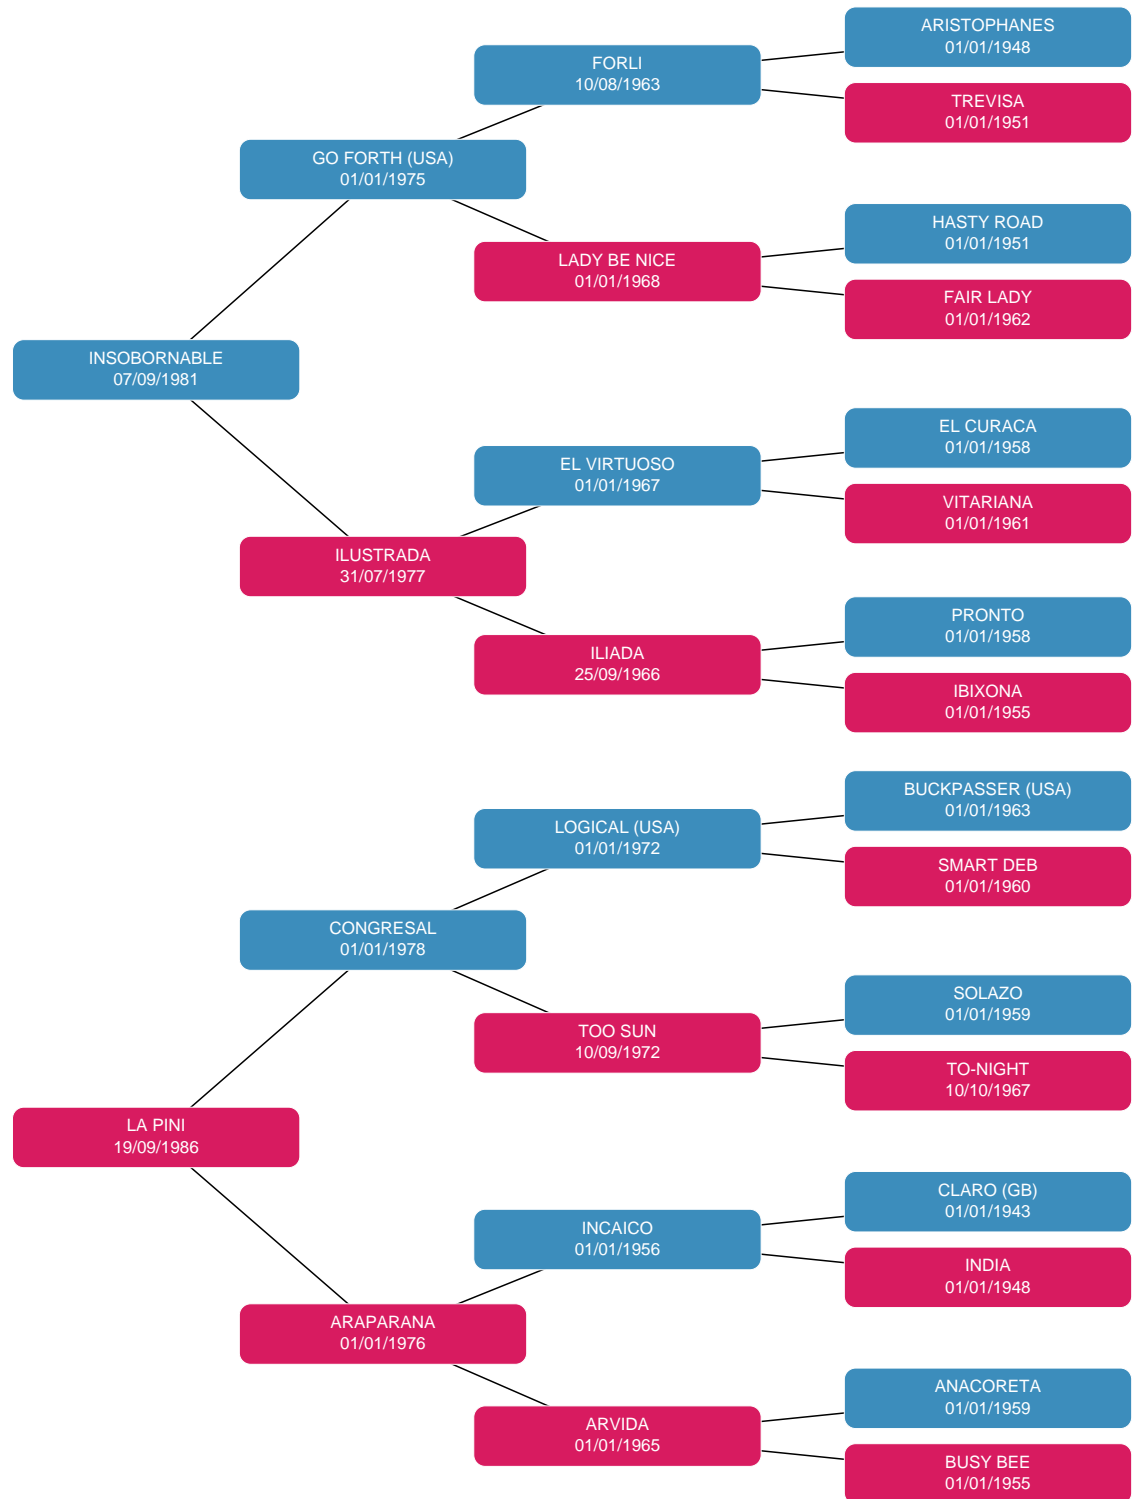 ARISTOPHANES
01/01/1948
FORLI
10/08/1963
TREVISA
01/01/1951
GO FORTH (USA)
01/01/1975
HASTY ROAD
01/01/1951
LADY BE NICE
01/01/1968
FAIR LADY
01/01/1962
INSOBORNABLE
07/09/1981
EL CURACA
01/01/1958
EL VIRTUOSO
01/01/1967
VITARIANA
01/01/1961
ILUSTRADA
31/07/1977
PRONTO
01/01/1958
ILIADA
25/09/1966
IBIXONA
01/01/1955
BUCKPASSER (USA)
01/01/1963
LOGICAL (USA)
01/01/1972
SMART DEB
01/01/1960
CONGRESAL
01/01/1978
SOLAZO
01/01/1959
TOO SUN
10/09/1972
TO-NIGHT
10/10/1967
LA PINI
19/09/1986
CLARO (GB)
01/01/1943
INCAICO
01/01/1956
INDIA
01/01/1948
ARAPARANA
01/01/1976
ANACORETA
01/01/1959
ARVIDA
01/01/1965
BUSY BEE
01/01/1955